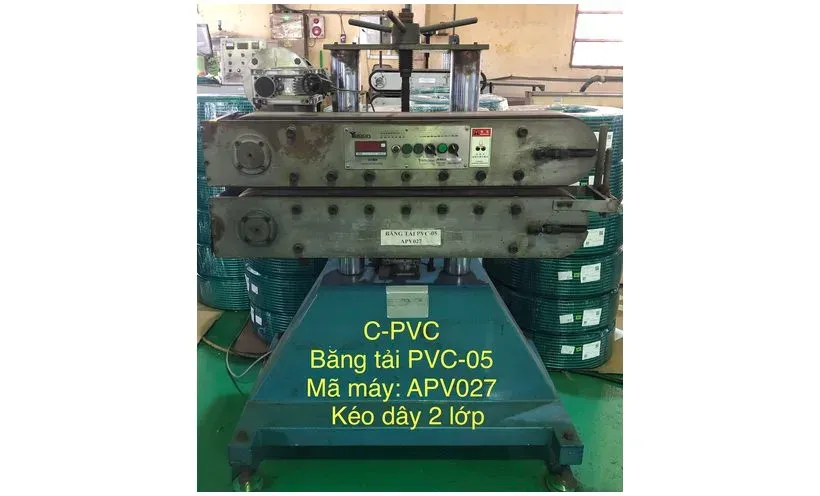 BĂNG TẢI PVC-05
APV027
C-PVC
Băng tải PVC-05
Mã máy: APV027
Kéo dây 2 lớp